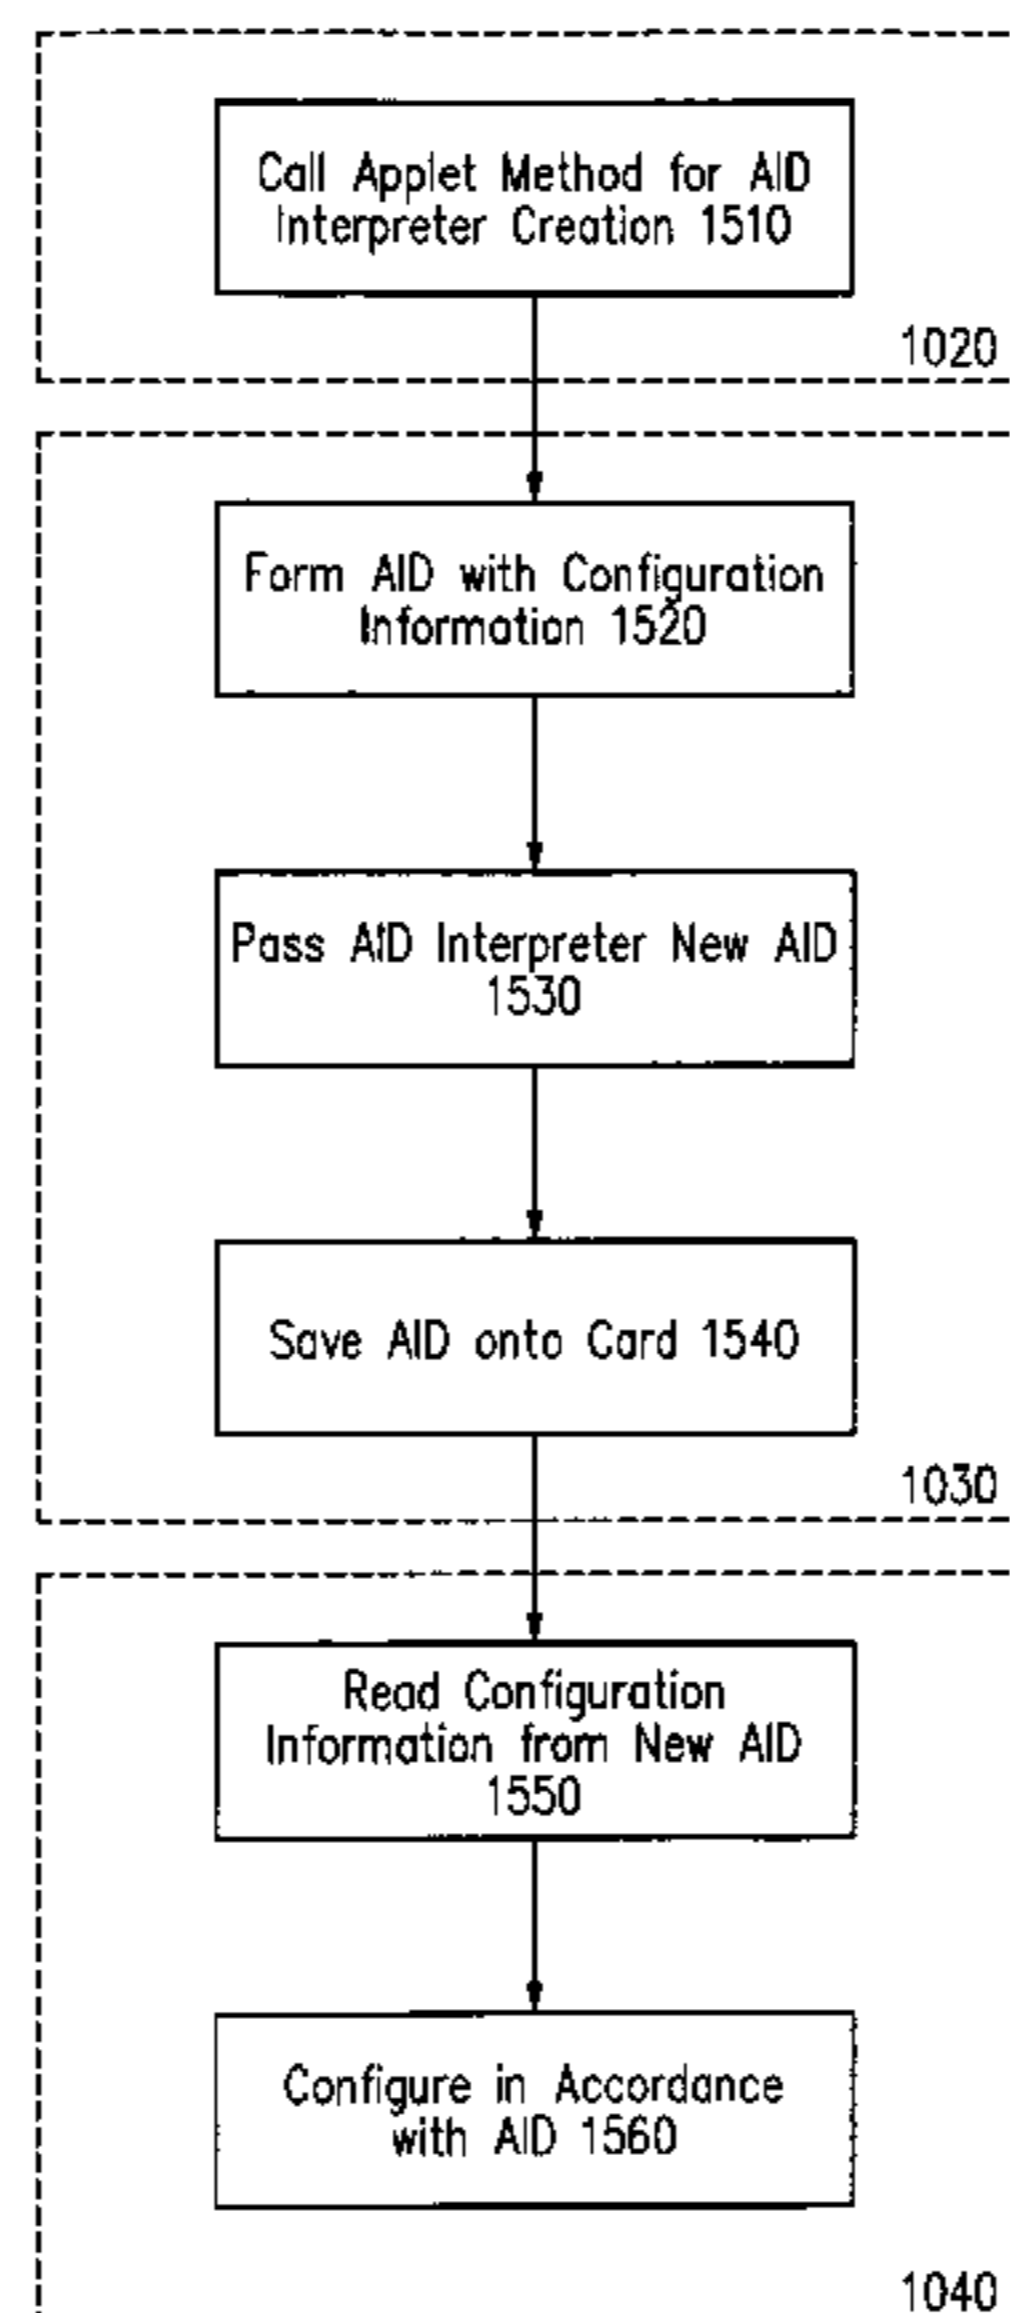 Call Applet Method for AID
Interpreter Creation 1510
1020
Form AID with Configuration
Information 1520
Pass AID Interpreter New AID
1530
Save AID onto Card 1540
1030
Read Configuration
Information from New AID
1550
Configure in Accordance
with AID 1560
1040